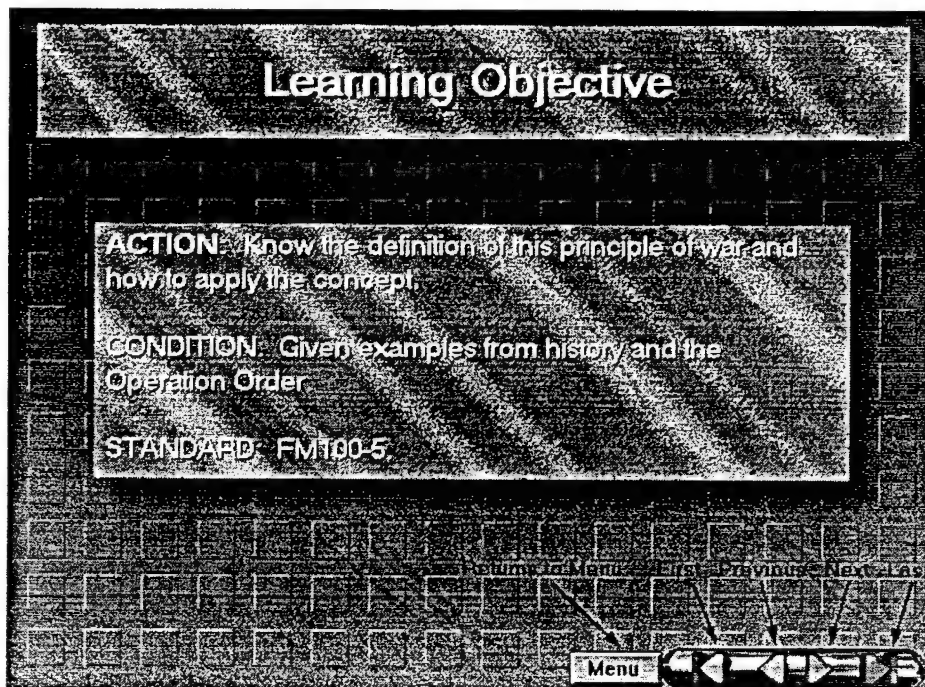 Learning Objective
ACTION: Know the definition of this principle of war and
how to apply the concept.
CONDITION: Given examples from history and the
Operation Order
STANDARD: FM100-5.
Return to Menu First Previous Next Las
Menu